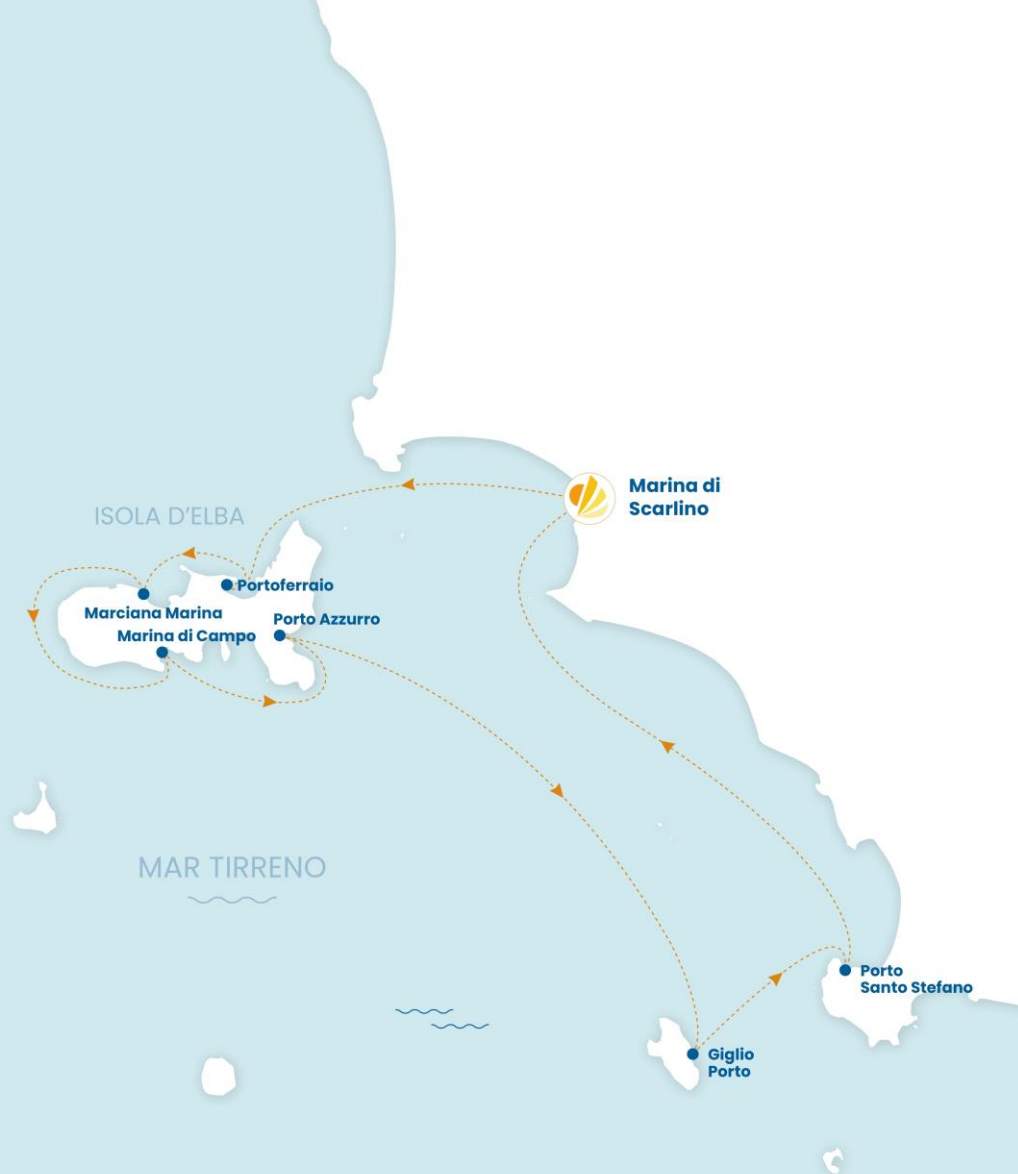 Marina di
Scarlino
ISOLA D'ELBA
Portoferraio
Marciana Marina
Porto Azzurro
Marina di Campo
MAR TIRRENO
Porto
Santo Stefano
Giglio
Porto